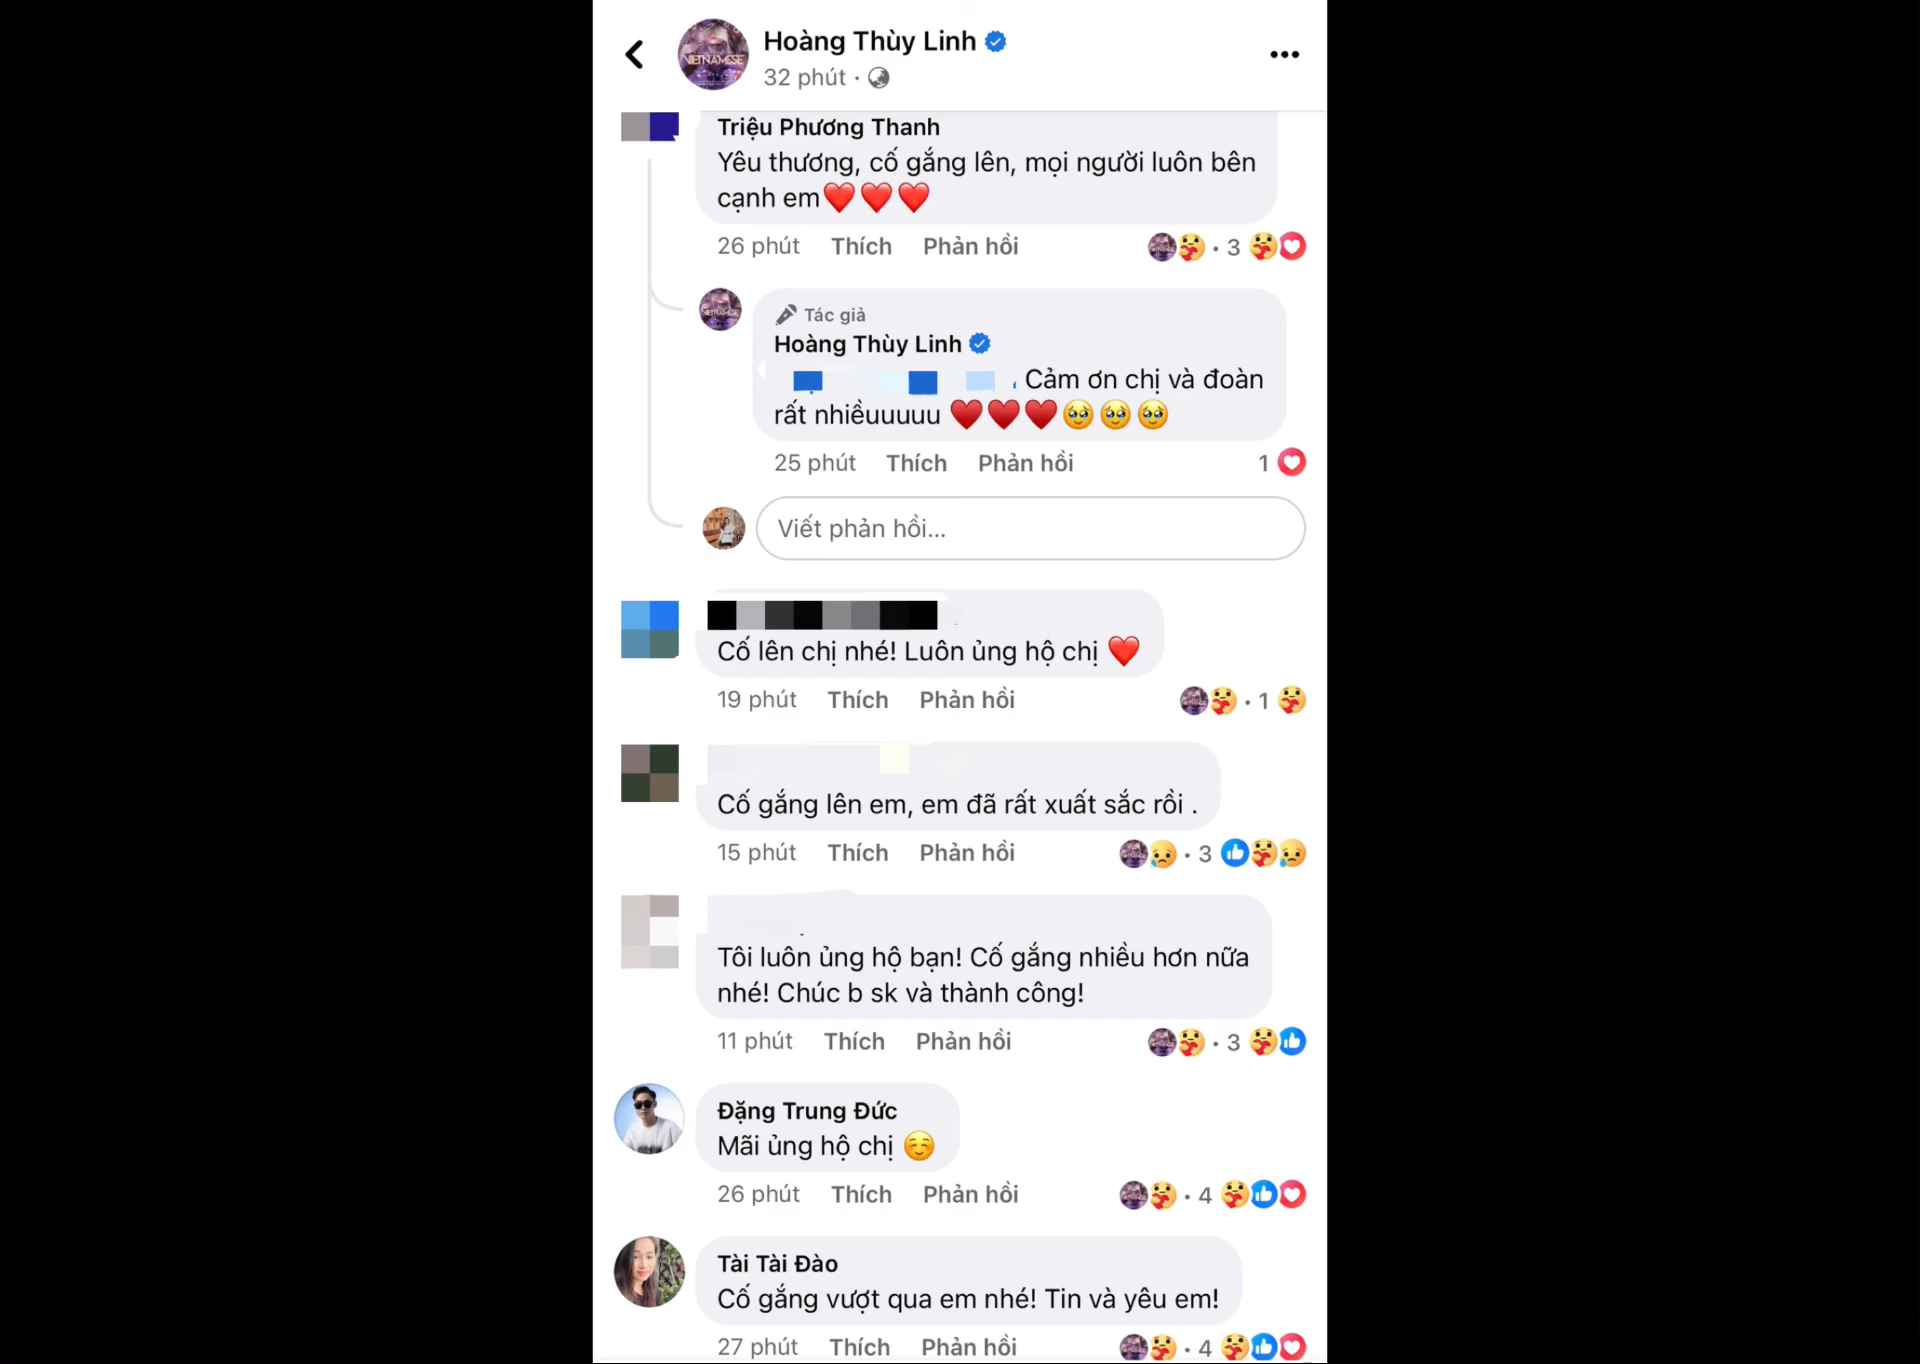 Hoàng Thùy Linh
32 phút ·
VIETNAMESE
Triệu Phương Thanh
Yêu thương, cố gắng lên, mọi người luôn bên
cạnh em❤️❤️❤️
26 phút Thích Phản hồi · 3
Tác giả
Hoàng Thùy Linh
Cảm ơn chị và đoàn
rất nhiềuuuuu ♥️♥️♥️🥹🥹🥹
25 phút Thích Phản hồi 1
Viết phản hồi...
Cố lên chị nhé! Luôn ủng hộ chị ❤️
19 phút Thích Phản hồi · 1
Cố gắng lên em, em đã rất xuất sắc rồi .
15 phút Thích Phản hồi · 3
Tôi luôn ủng hộ bạn! Cố gắng nhiều hơn nữa
nhé! Chúc b sk và thành công!
11 phút Thích Phản hồi · 3
Đặng Trung Đức
Mãi ủng hộ chị ☺️
26 phút Thích Phản hồi · 4
Tài Tài Đào
Cố gắng vượt qua em nhé! Tin và yêu em!
27 phút Thích Phản hồi · 4